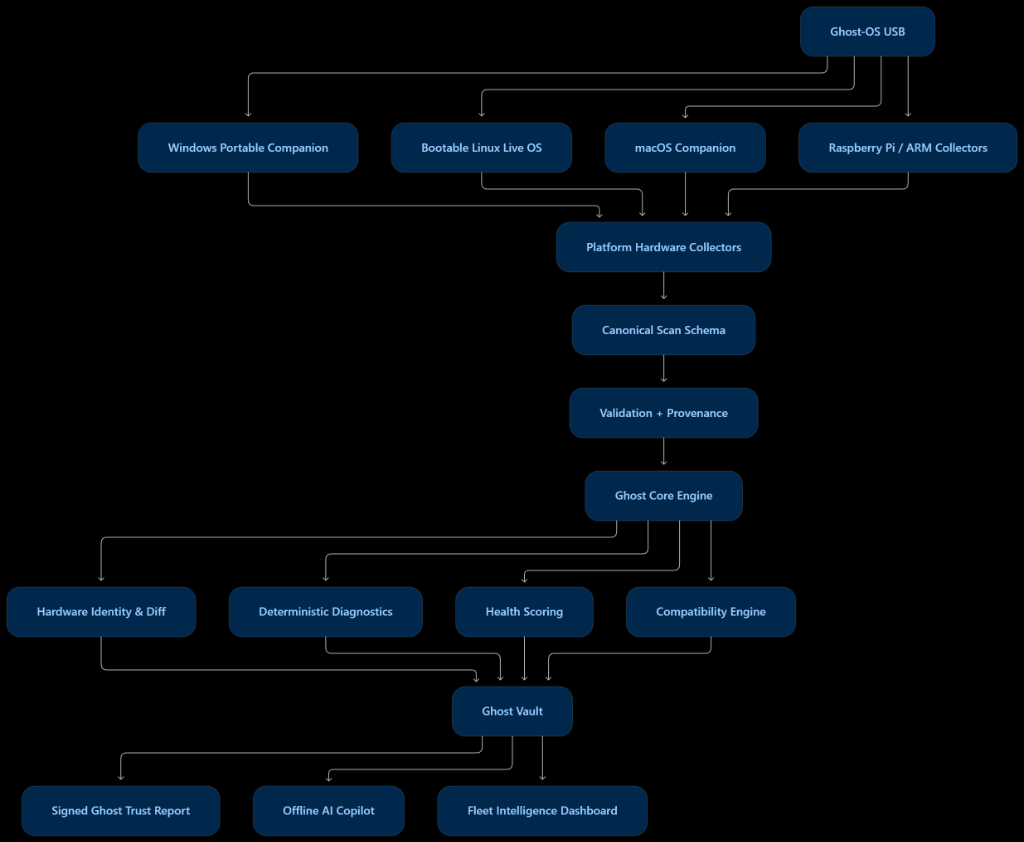 Ghost-OS USB
Windows Portable Companion
Bootable Linux Live OS
macOS Companion
Raspberry Pi / ARM Collectors
Platform Hardware Collectors
Canonical Scan Schema
Validation + Provenance
Ghost Core Engine
Hardware Identity & Diff
Deterministic Diagnostics
Health Scoring
Compatibility Engine
Ghost Vault
Signed Ghost Trust Report
Offline AI Copilot
Fleet Intelligence Dashboard